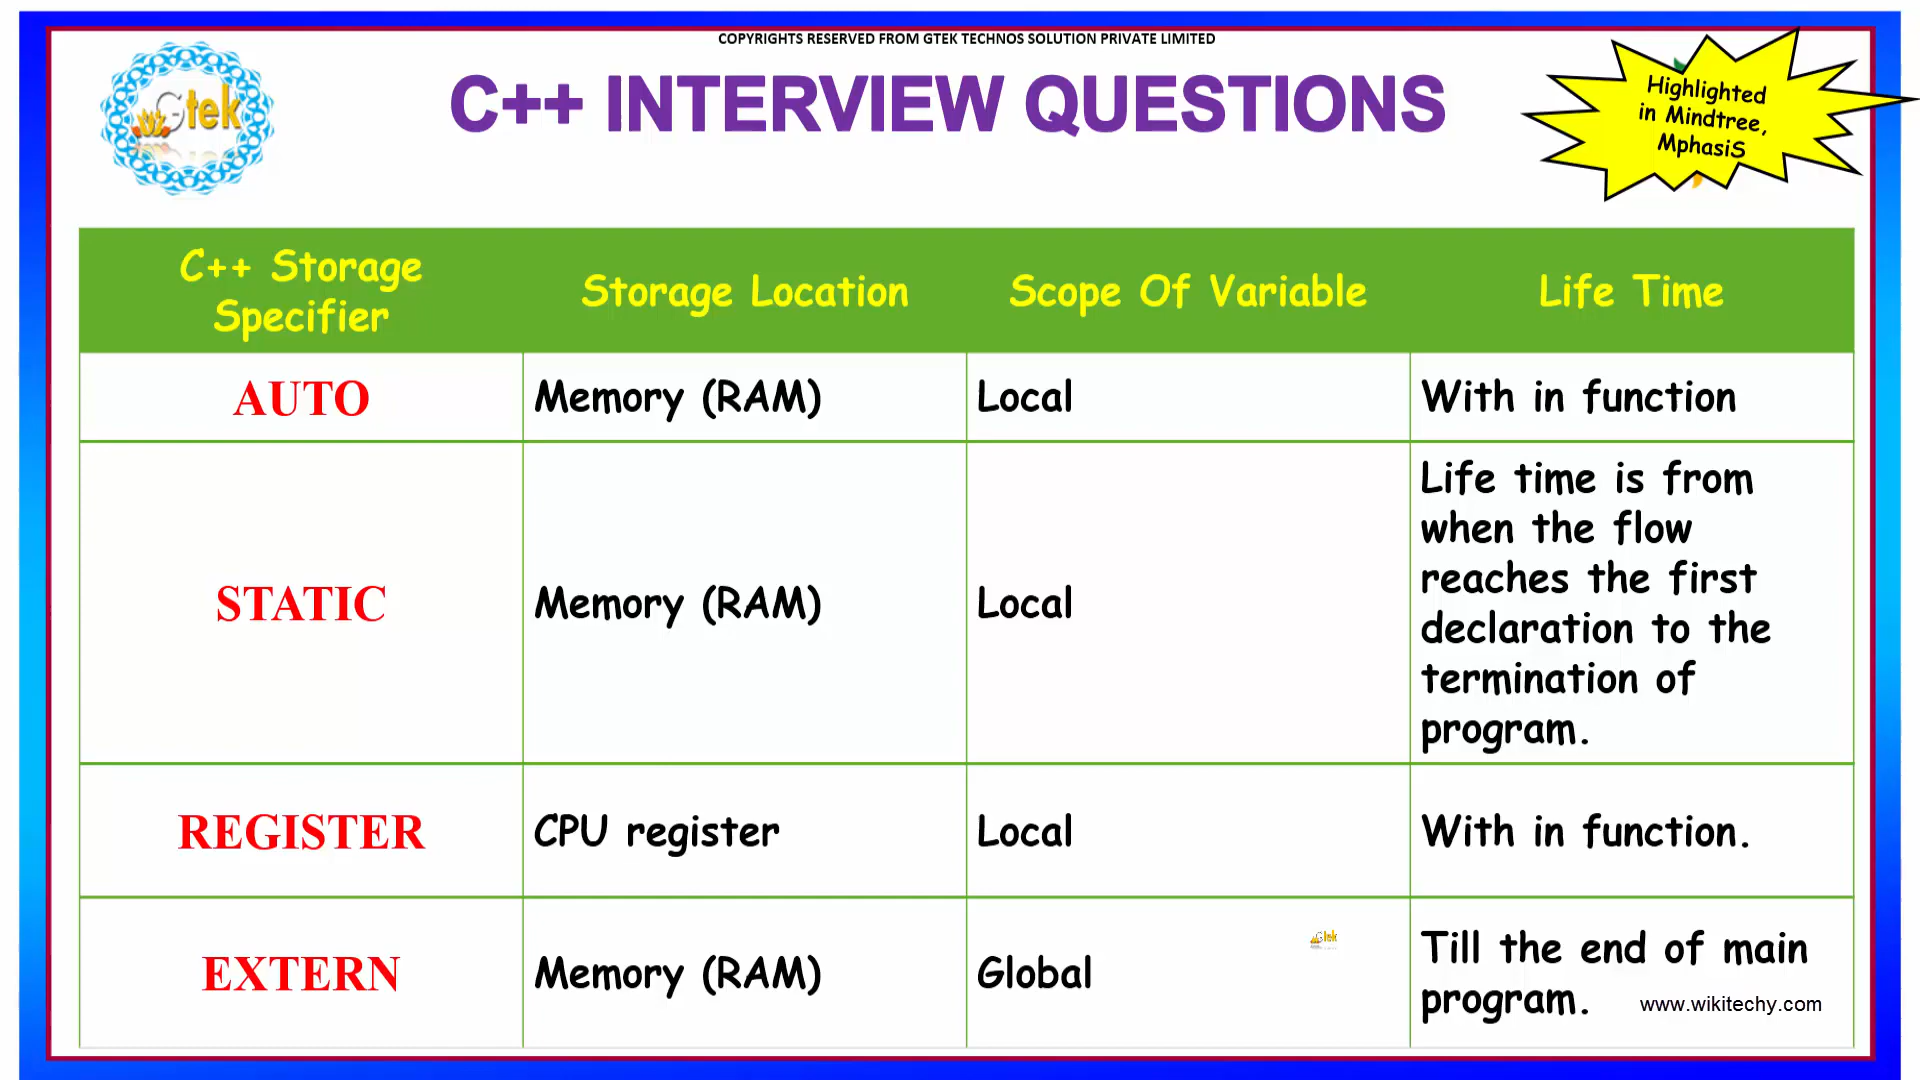 COPYRIGHTS RESERVED FROM GTEK TECHNOS SOLUTION PRIVATE LIMITED
Gtek
C++ INTERVIEW QUESTIONS
Highlighted
in Mindtree,
MphasiS
C++ Storage
Specifier
Storage Location
Scope Of Variable
Life Time
AUTO
Memory (RAM)
Local
With in function
STATIC
Memory (RAM)
Local
Life time is from
when the flow
reaches the first
declaration to the
termination of
program.
REGISTER
CPU register
Local
With in function.
EXTERN
Memory (RAM)
Global
Gtek
Till the end of main
program.
www.wikitechy.com